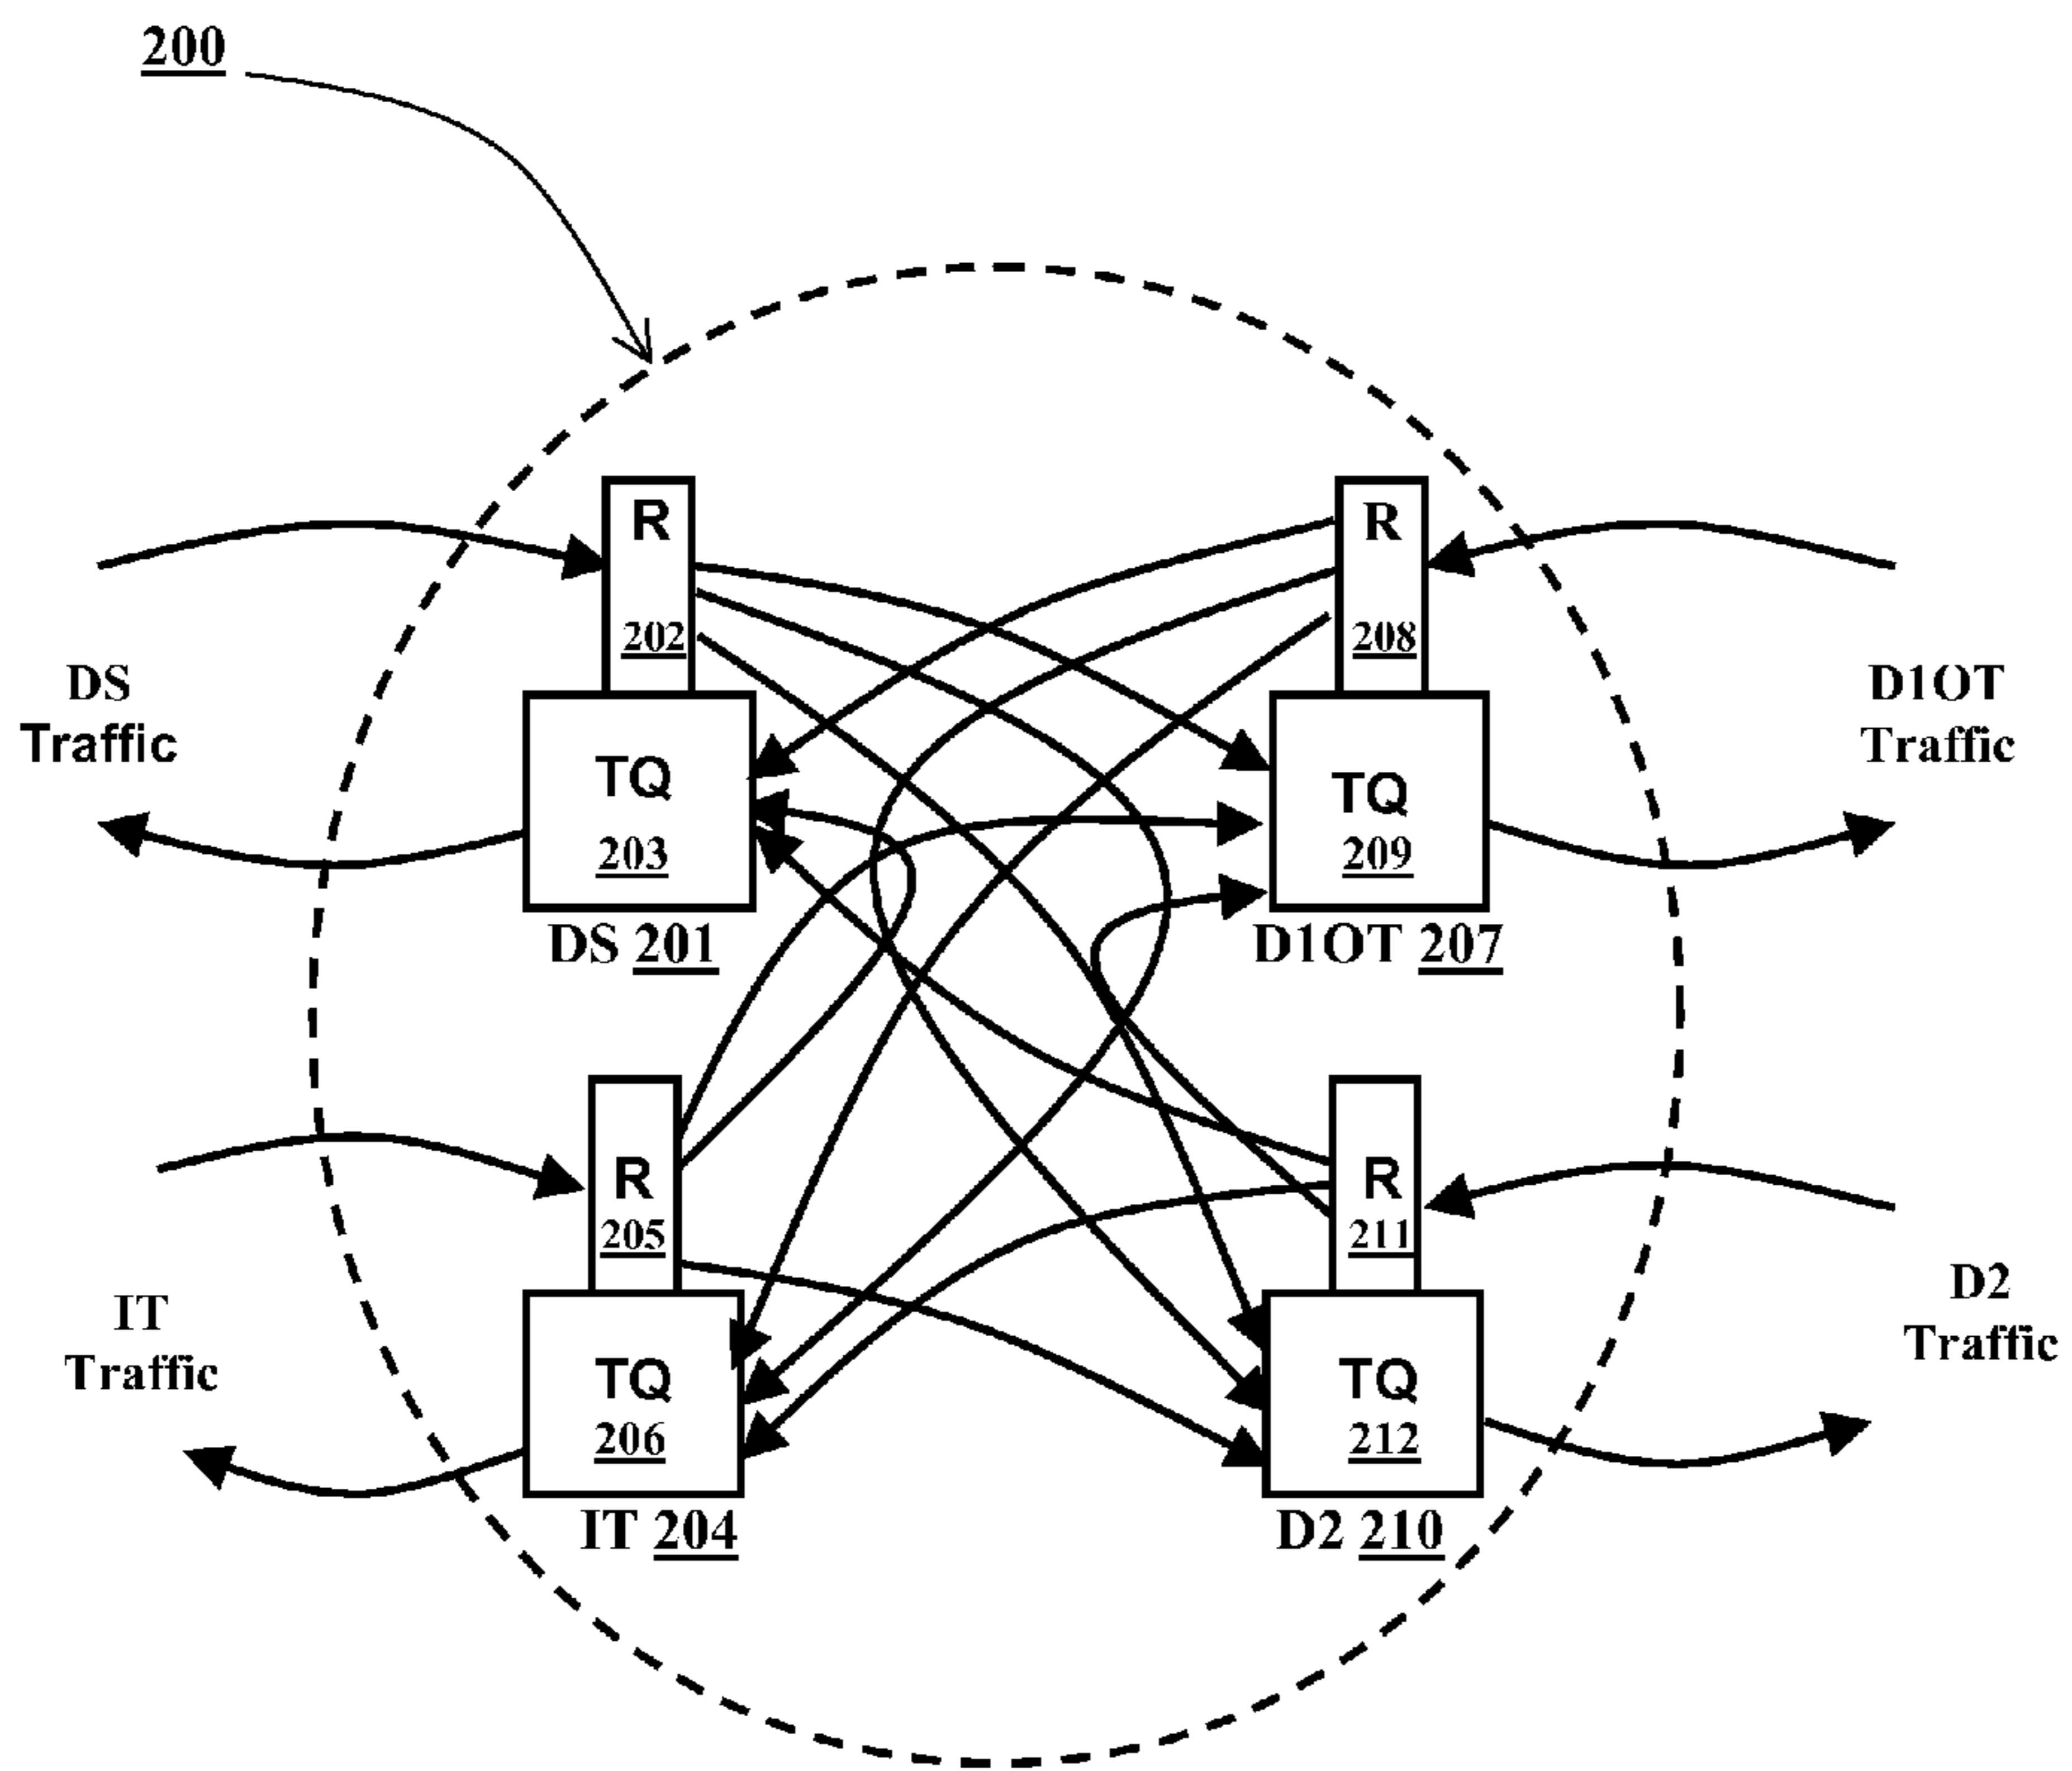 200
R
202
R
208
DS
Traffic
TQ
203
TQ
209
D1OT
Traffic
DS 201
D1OT 207
R
205
R
211
IT
Traffic
TQ
206
TQ
212
D2
Traffic
IT 204
D2 210